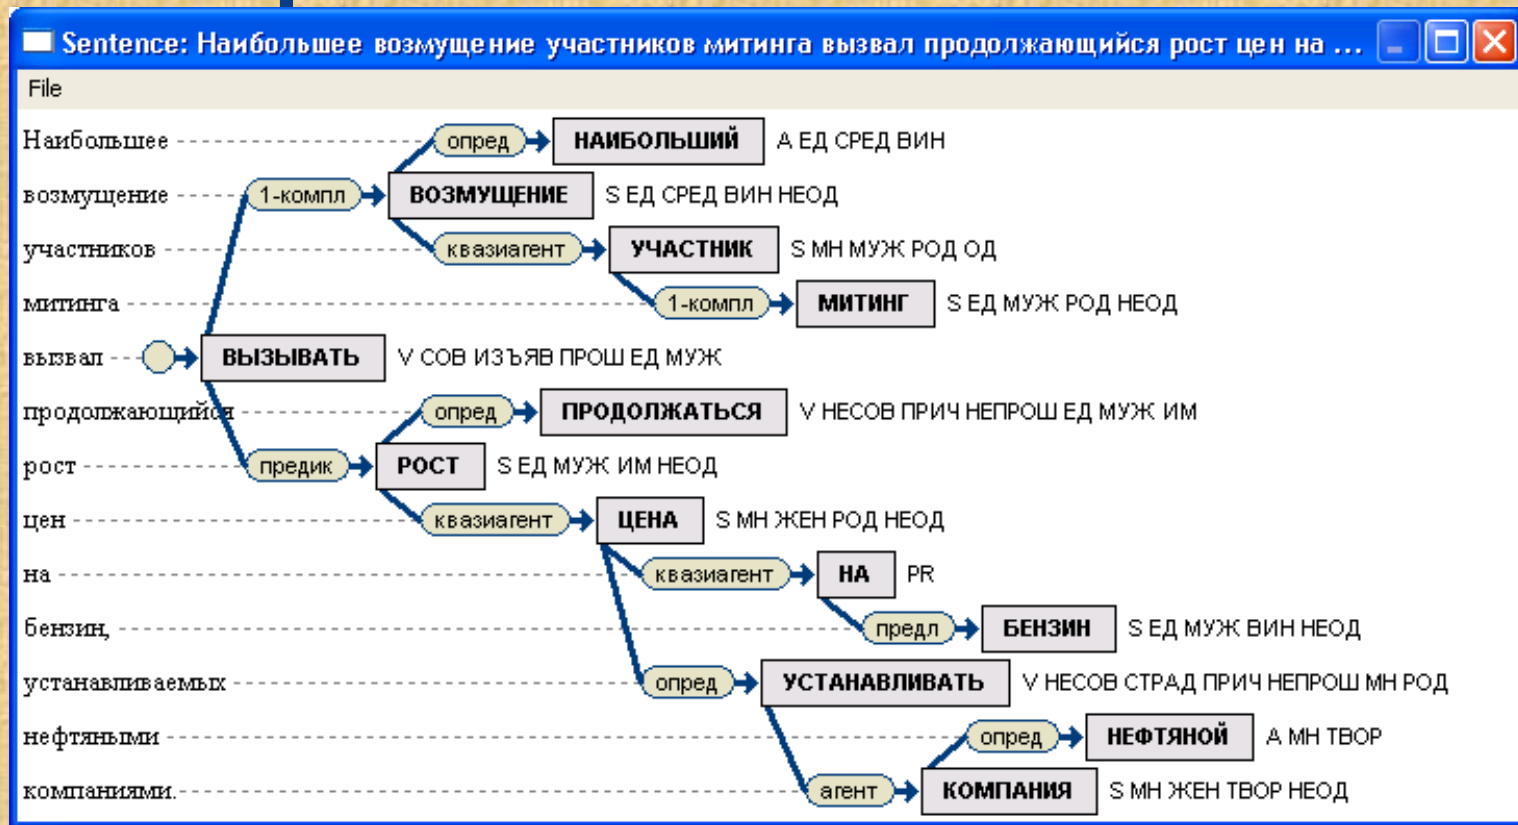 Sentence: Наибольшее возмущение участников митинга вызвал продолжающийся рост цен на ...
File
Наибольшее опред НАИБОЛЬШИЙ А ЕД СРЕД ВИН
возмущение 1-компл ВОЗМУЩЕНИЕ S ЕД СРЕД ВИН НЕОД
участников квазиагент УЧАСТНИК S МН МУЖ РОД ОД
митинга 1-компл МИТИНГ S ЕД МУЖ РОД НЕОД
вызвал ВЫЗЫВАТЬ V СОВ ИЗЪЯВ ПРОШ ЕД МУЖ
продолжающийся опред ПРОДОЛЖАТЬСЯ V НЕСОВ ПРИЧ НЕПРОШ ЕД МУЖ ИМ
рост предик РОСТ S ЕД МУЖ ИМ НЕОД
цен квазиагент ЦЕНА S МН ЖЕН РОД НЕОД
на квазиагент НА PR
бензин, предл БЕНЗИН S ЕД МУЖ ВИН НЕОД
устанавливаемых опред УСТАНАВЛИВАТЬ V НЕСОВ СТРАД ПРИЧ НЕПРОШ МН РОД
нефтяными опред НЕФТЯНОЙ А МН ТВОР
компаниями. агент КОМПАНИЯ S МН ЖЕН ТВОР НЕОД